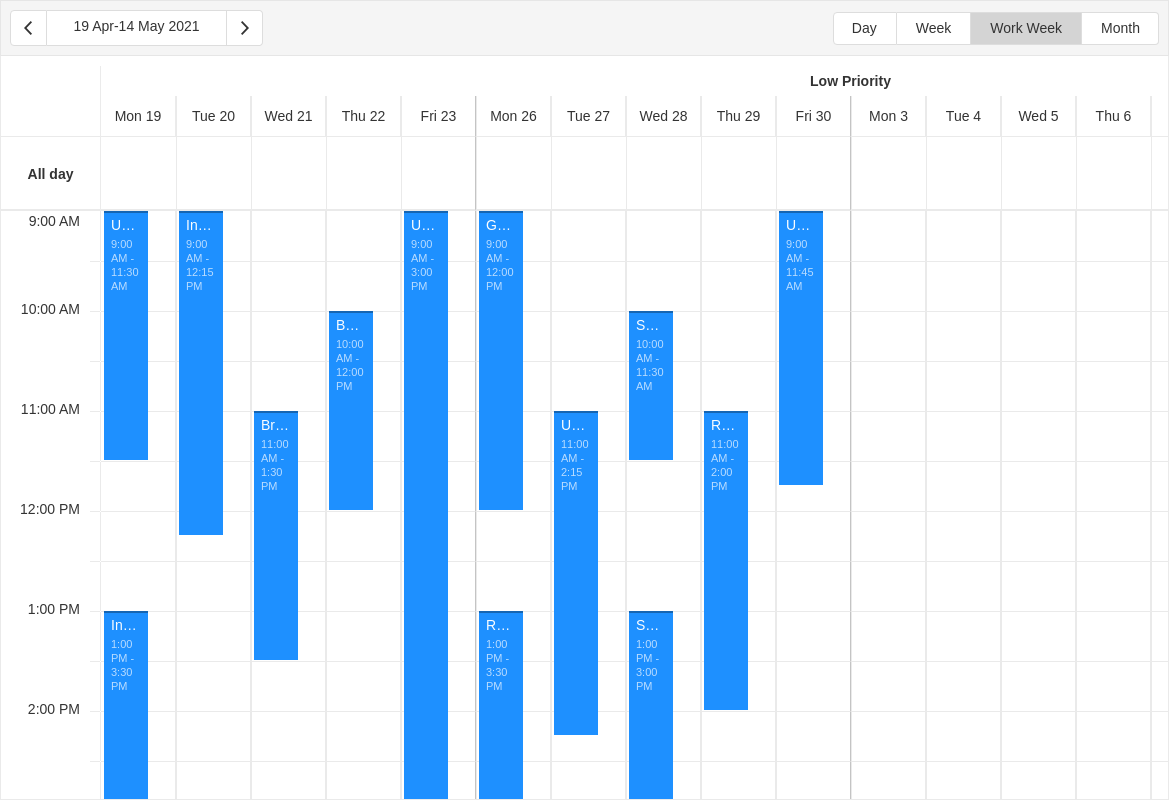 19 Apr-14 May 2021
Day
Week
Work Week
Month
Low Priority
Mon 19
Tue 20
Wed 21
Thu 22
Fri 23
Mon 26
Tue 27
Wed 28
Thu 29
Fri 30
Mon 3
Tue 4
Wed 5
Thu 6
All day
9:00 AM
10:00 AM
11:00 AM
12:00 PM
1:00 PM
2:00 PM
U…
9:00
AM -
11:30
AM
In…
1:00
PM -
3:30
PM
In…
9:00
AM -
12:15
PM
Br…
11:00
AM -
1:30
PM
B…
10:00
AM -
12:00
PM
U…
9:00
AM -
3:00
PM
G…
9:00
AM -
12:00
PM
R…
1:00
PM -
3:30
PM
U…
11:00
AM -
2:15
PM
S…
10:00
AM -
11:30
AM
S…
1:00
PM -
3:00
PM
R…
11:00
AM -
2:00
PM
U…
9:00
AM -
11:45
AM